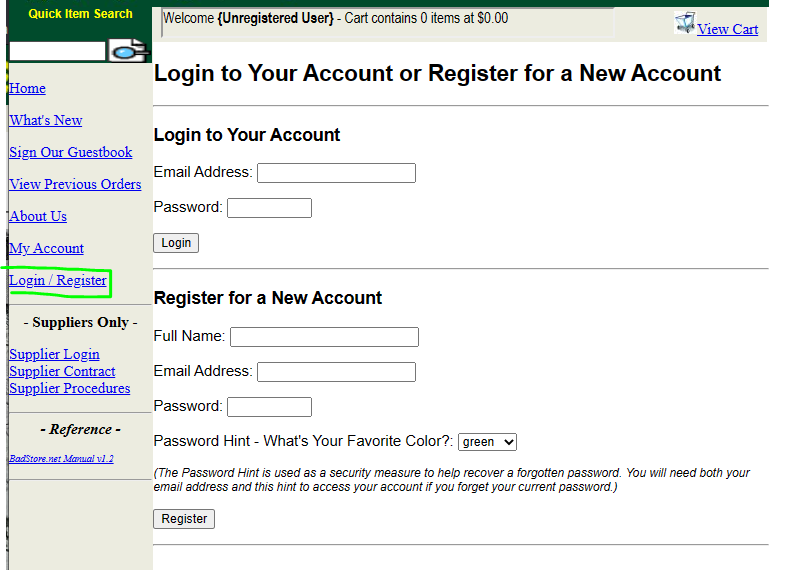 Quick Item Search
Welcome {Unregistered User} - Cart contains 0 items at $0.00
View Cart
Home
What's New
Sign Our Guestbook
View Previous Orders
About Us
My Account
Login / Register
- Suppliers Only -
Supplier Login
Supplier Contract
Supplier Procedures
- Reference -
BadStore.net Manual v1.2
Login to Your Account or Register for a New Account
Login to Your Account
Email Address:
Password:
Login
Register for a New Account
Full Name:
Email Address:
Password:
Password Hint - What's Your Favorite Color?: green
(The Password Hint is used as a security measure to help recover a forgotten password. You will need both your
email address and this hint to access your account if you forget your current password.)
Register